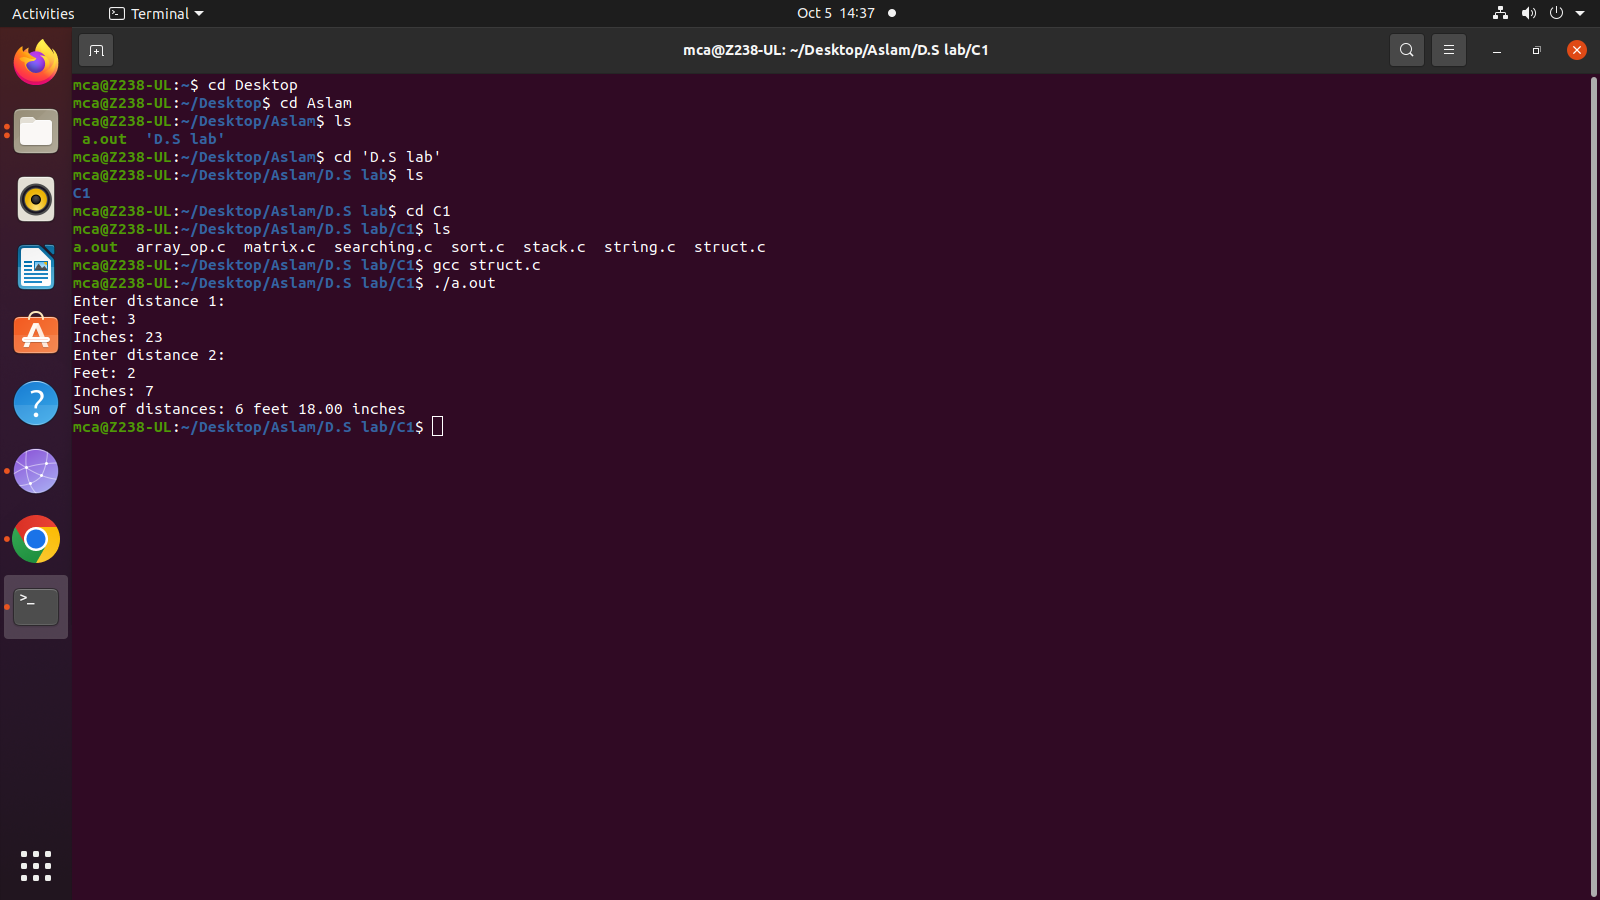 Activities Terminal Oct 5 14:37
mca@Z238-UL: ~/Desktop/Aslam/D.S lab/C1
mca@Z238-UL:~$ cd Desktop
mca@Z238-UL:~/Desktop$ cd Aslam
mca@Z238-UL:~/Desktop/Aslam$ ls
a.out 'D.S lab'
mca@Z238-UL:~/Desktop/Aslam$ cd 'D.S lab'
mca@Z238-UL:~/Desktop/Aslam/D.S lab$ ls
C1
mca@Z238-UL:~/Desktop/Aslam/D.S lab$ cd C1
mca@Z238-UL:~/Desktop/Aslam/D.S lab/C1$ ls
a.out array_op.c matrix.c searching.c sort.c stack.c string.c struct.c
mca@Z238-UL:~/Desktop/Aslam/D.S lab/C1$ gcc struct.c
mca@Z238-UL:~/Desktop/Aslam/D.S lab/C1$ ./a.out
Enter distance 1:
Feet: 3
Inches: 23
Enter distance 2:
Feet: 2
Inches: 7
Sum of distances: 6 feet 18.00 inches
mca@Z238-UL:~/Desktop/Aslam/D.S lab/C1$